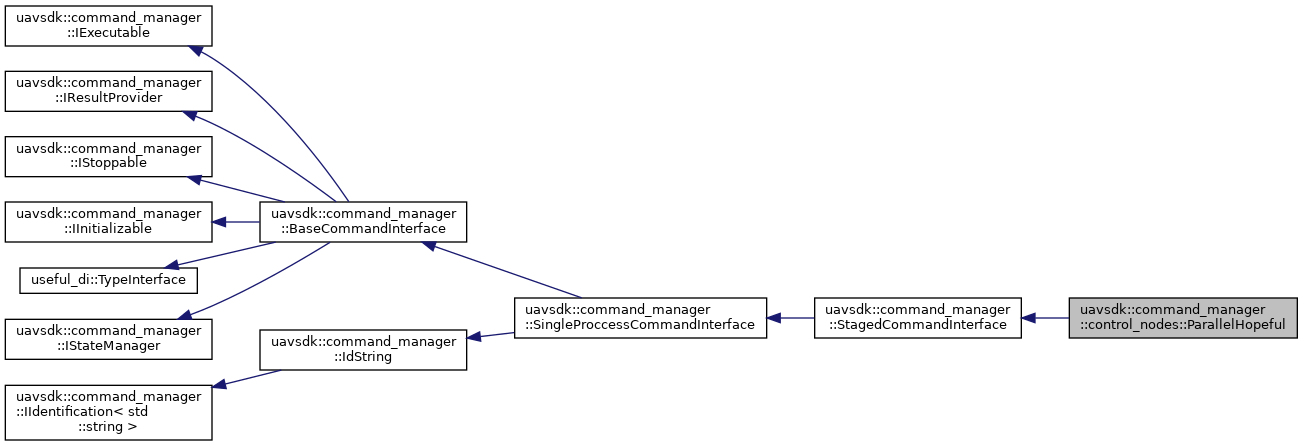 uavsdk::command_manager
::IExecutable
uavsdk::command_manager
::IResultProvider
uavsdk::command_manager
::IStoppable
uavsdk::command_manager
::IInitializable
useful_di::TypeInterface
uavsdk::command_manager
::IStateManager
uavsdk::command_manager
::IIdentification< std
::string >
uavsdk::command_manager
::BaseCommandInterface
uavsdk::command_manager
::IdString
uavsdk::command_manager
::SingleProccessCommandInterface
uavsdk::command_manager
::StagedCommandInterface
uavsdk::command_manager
::control_nodes::ParallelHopeful